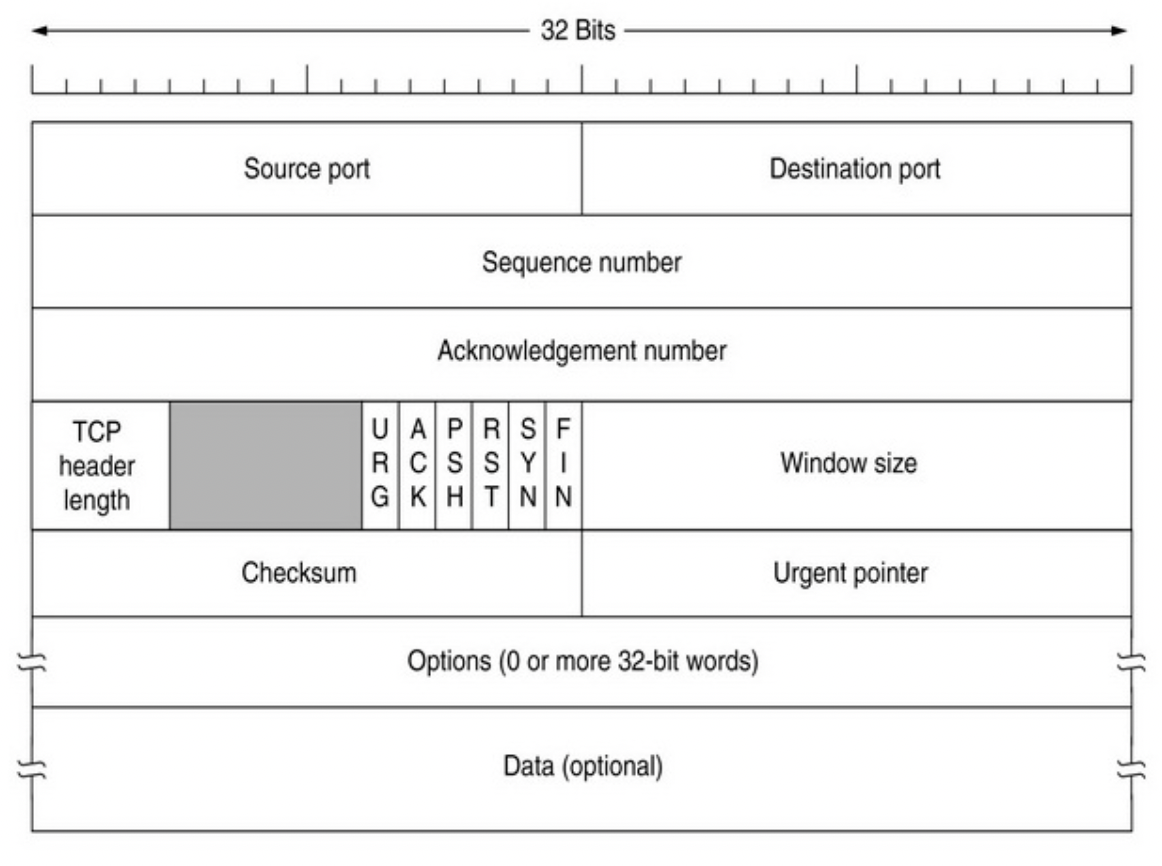 32 Bits
Source port
Destination port
Sequence number
Acknowledgement number
TCP
header
length
URG
ACK
PSH
RST
SYN
FIN
Window size
Checksum
Urgent pointer
Options (0 or more 32-bit words)
Data (optional)